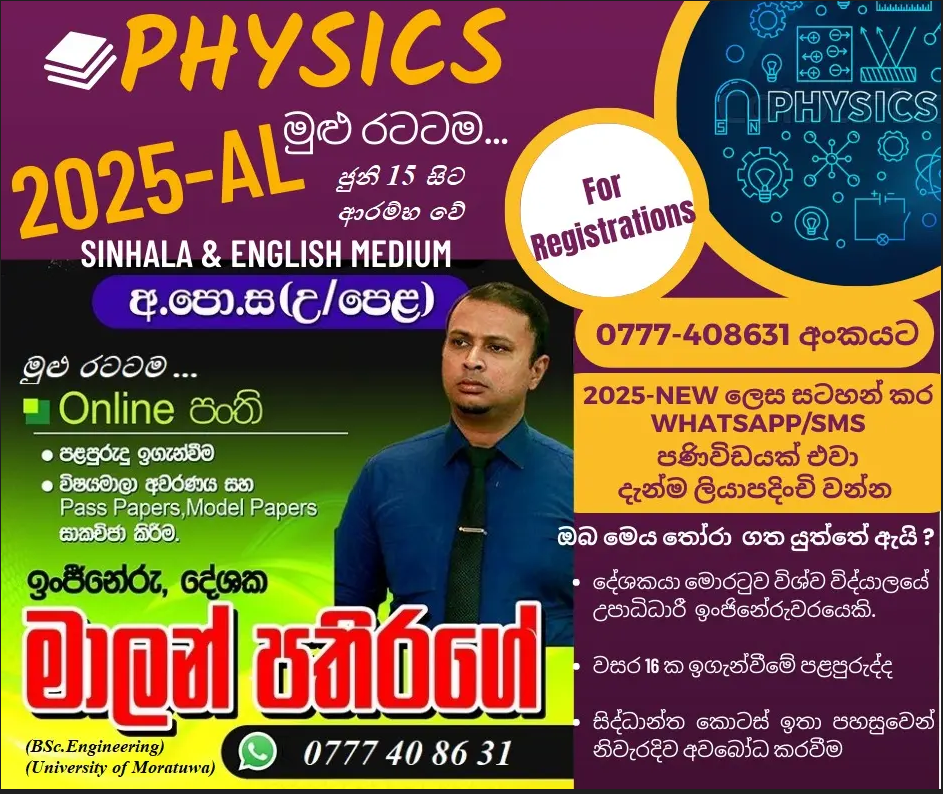 PHYSICS
2025-AL
මුළු රටටම...
ජුනි 15 සිට
ආරම්භ වේ
SINHALA & ENGLISH MEDIUM
PHYSICS
S N
For
Registrations
0777-408631 අංකයට
2025-NEW ලෙස සටහන් කර
WHATSAPP/SMS
පණිවිඩයක් එවා
දැන්ම ලියාපදිංචි වන්න
අ.පො.ස(උ/පෙළ)
මුළු රටටම ...
Online පංති
• පළපුරුදු ඉගැන්වීම
• විෂයමාලා අවරණය සහ
Pass Papers,Model Papers
සාකච්ජා කිරීම.
ඉංජිනේරු, දේශක
මාලන් පතිරගේ
(BSc.Engineering)
(University of Moratuwa)
0777 40 86 31
ඔබ මෙය තෝරා ගත යුත්තේ ඇයි ?
• දේශකයා මොරටුව විශ්ව විද්යාලයේ
උපාධිධාරී ඉංජිනේරුවරයෙකි.
• වසර 16 ක ඉගැන්වීමේ පළපුරුද්ද
• සිද්ධාන්ත කොටස් ඉතා පහසුවෙන්
නිවැරදිව අවබෝධ කරවීම